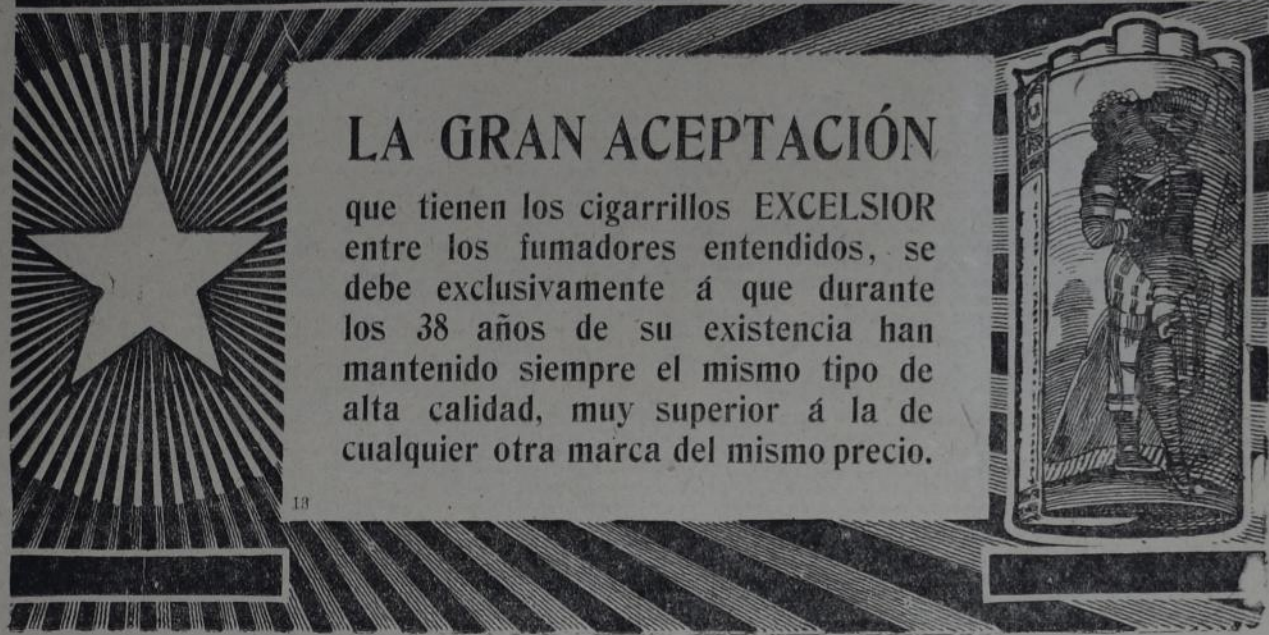 LA GRAN ACEPTACIÓN
que tienen los cigarrillos EXCELSIOR
entre los fumadores entendidos, se
debe exclusivamente á que durante
los 38 años de su existencia han
mantenido siempre el mismo tipo de
alta calidad, muy superior á la de
cualquier otra marca del mismo precio.
13